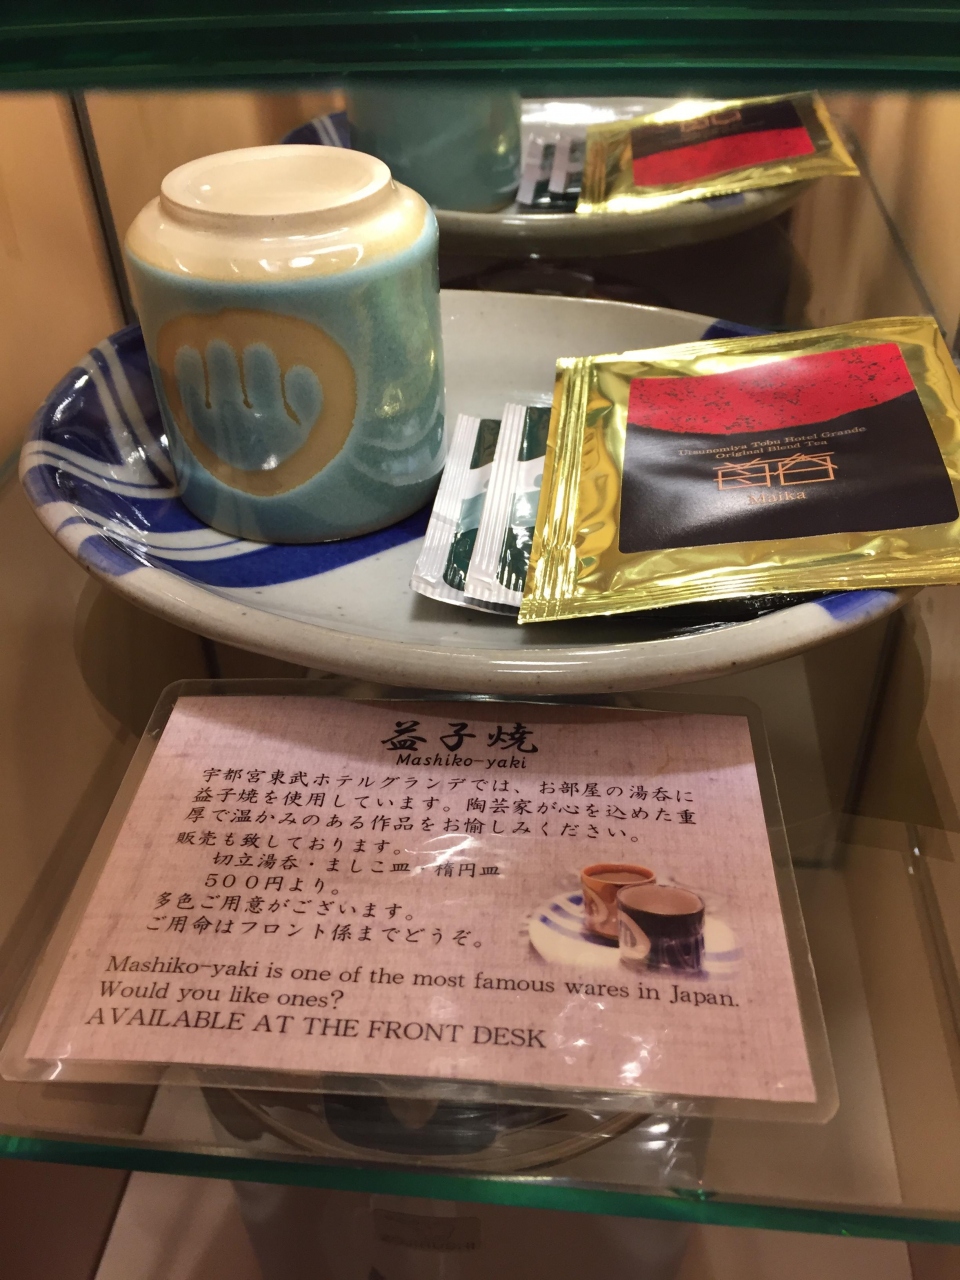 Utsunomiya Tobu Hotel Grande
Original Blend Tea
Maika
益子焼
Mashiko-yaki
宇都宮東武ホテルグランデでは、お部屋の湯呑に
益子焼を使用しています。陶芸家が心を込めた重
厚で温かみのある作品をお愉しみください。
販売も致しております。
切立湯呑・ましこ皿・楕円皿
５００円より。
多色ご用意がございます。
ご用命はフロント係までどうぞ。
Mashiko-yaki is one of the most famous wares in Japan.
Would you like ones?
AVAILABLE AT THE FRONT DESK